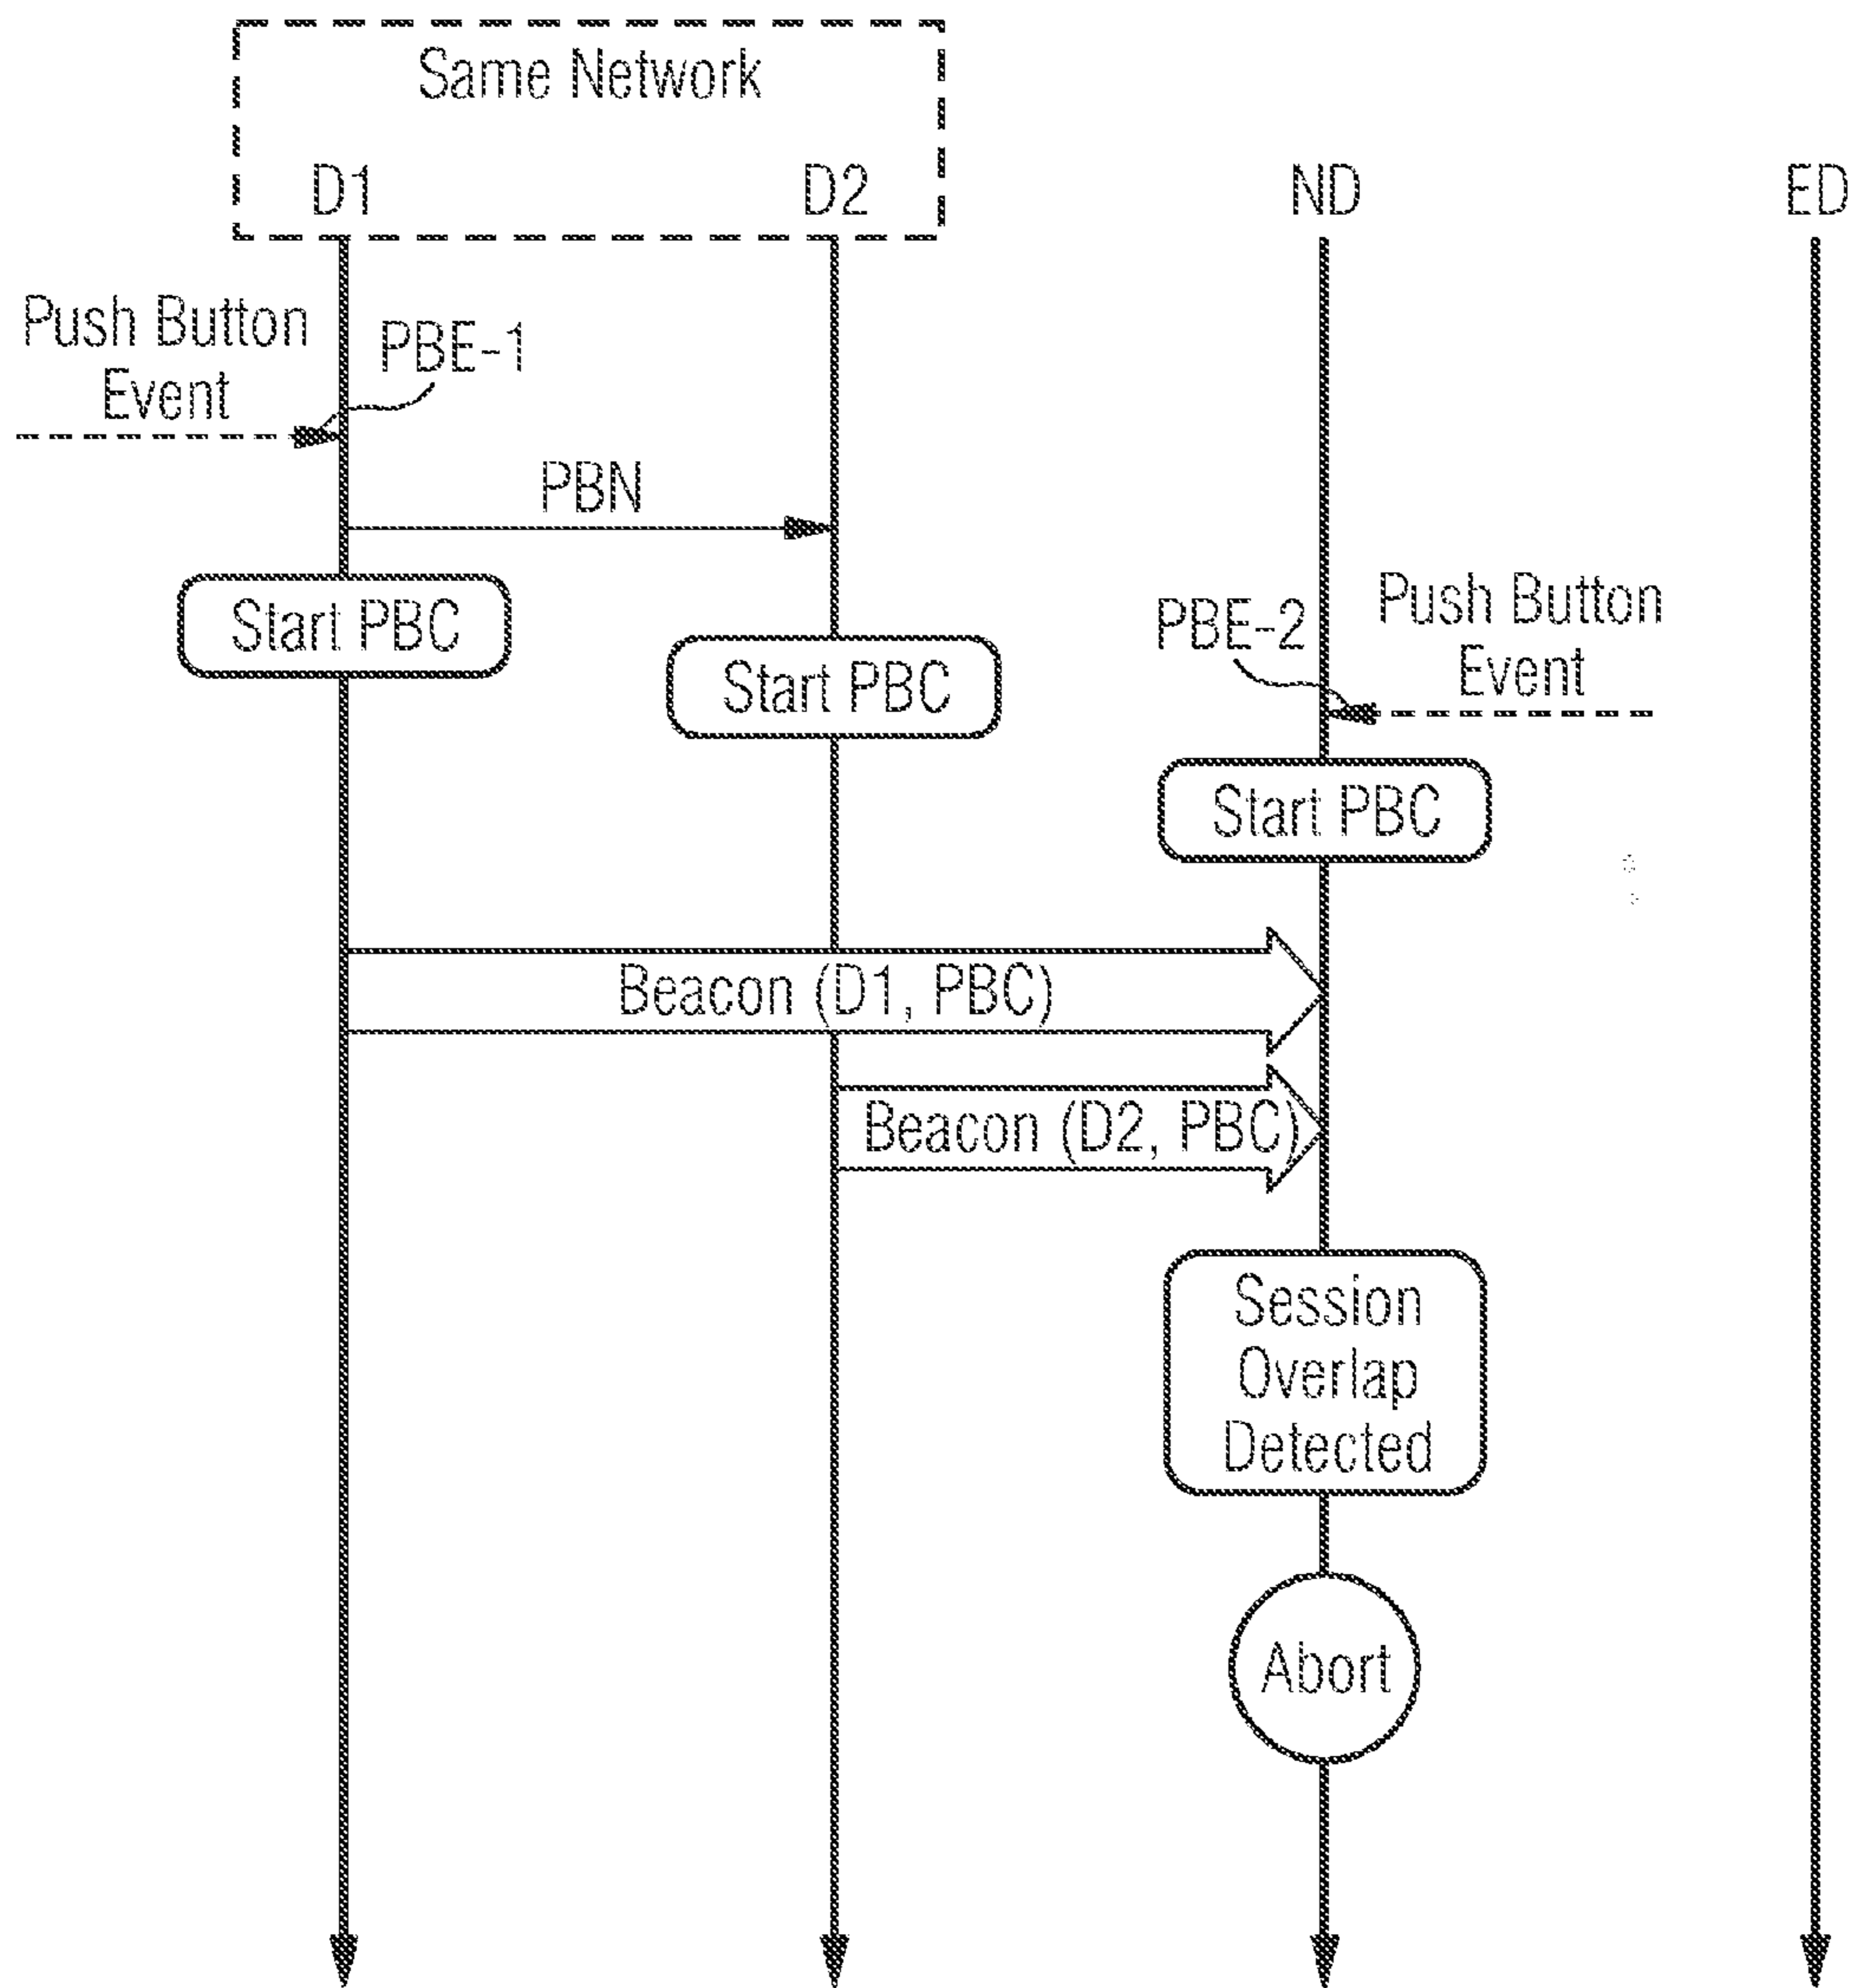 Same Network
D1
D2
ND
ED
Push Button
Event
PBE-1
PBN
Start PBC
Start PBC
PBE-2
Push Button
Event
Start PBC
Beacon (D1, PBC)
Beacon (D2, PBC)
Session
Overlap
Detected
Abort